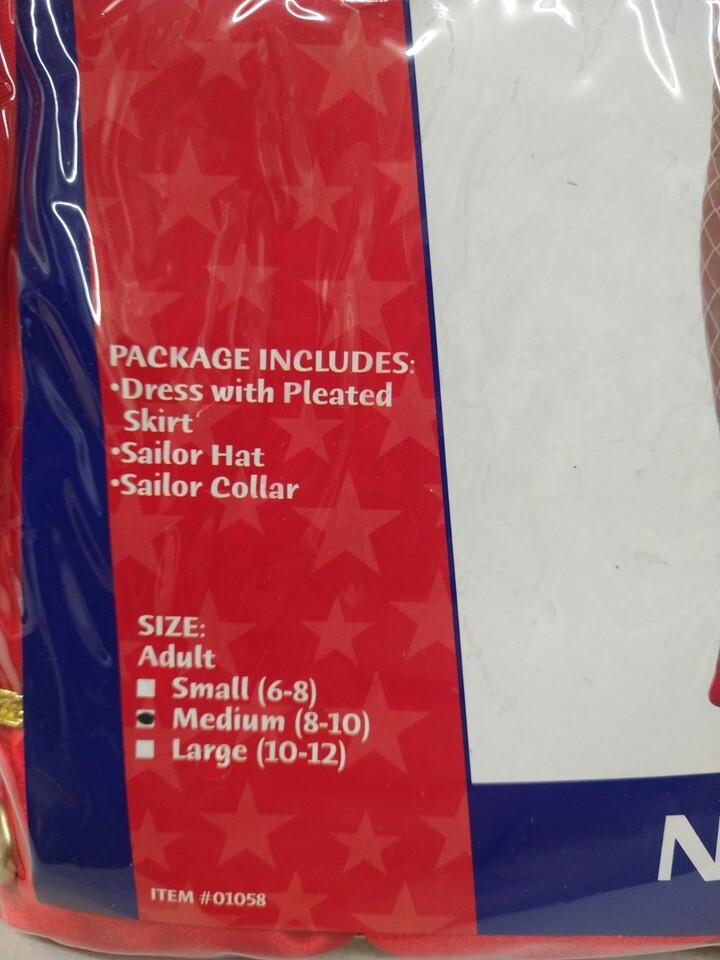 PACKAGE INCLUDES:
•Dress with Pleated
Skirt
•Sailor Hat
•Sailor Collar
SIZE:
Adult
Small (6-8)
Medium (8-10)
Large (10-12)
ITEM #01058
N